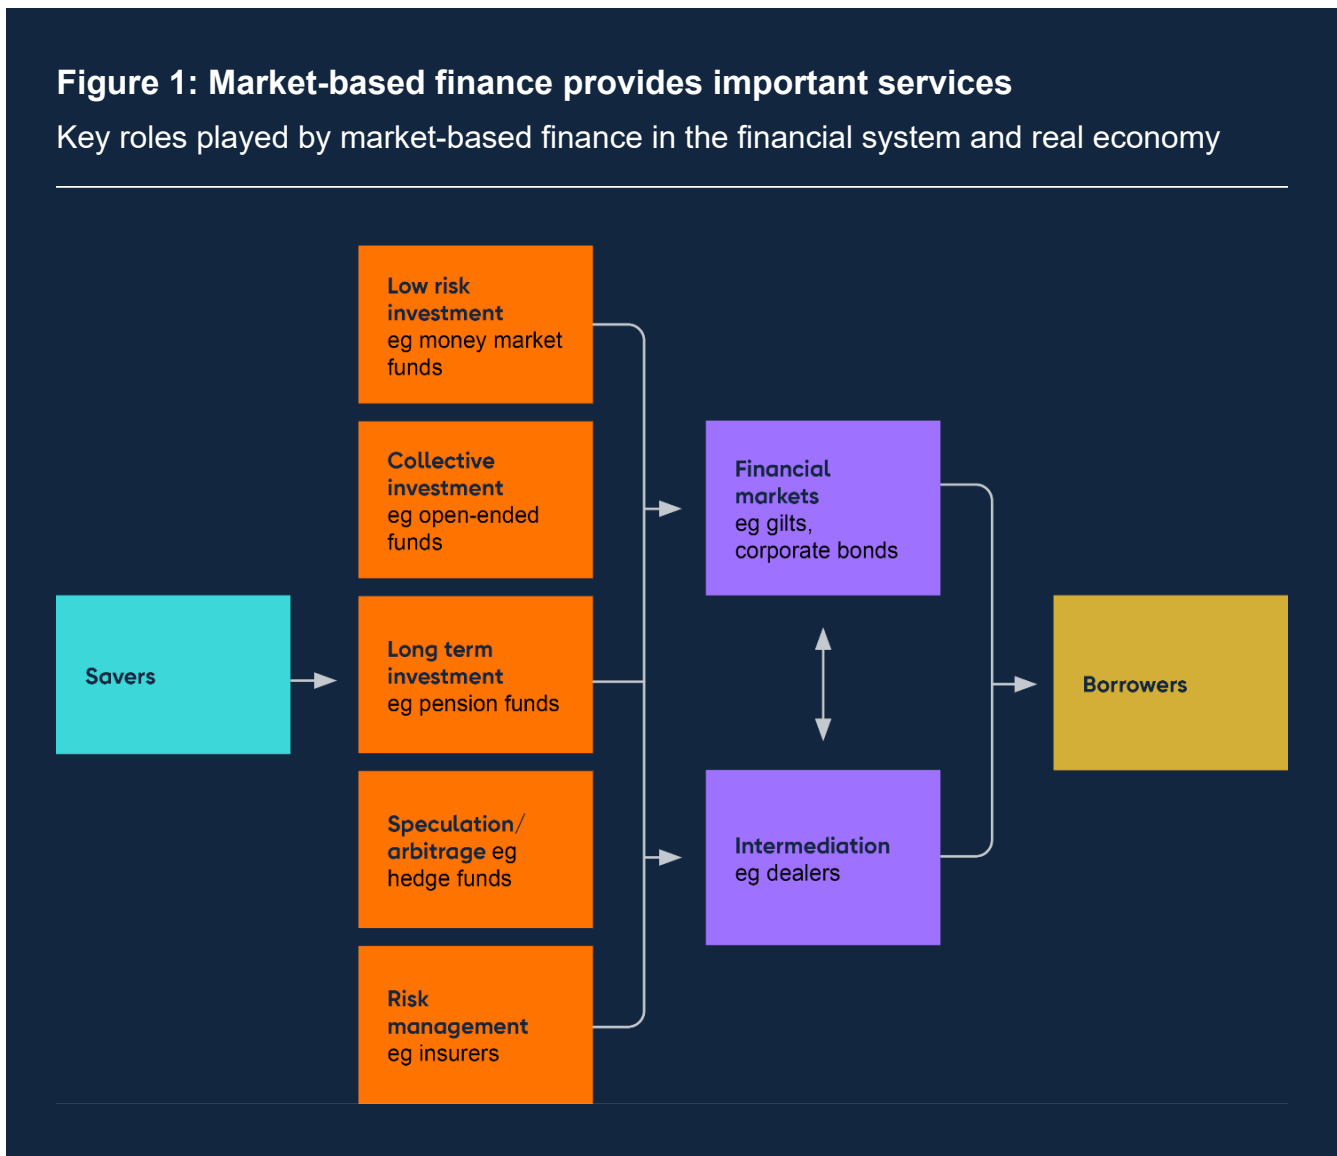 Figure 1: Market-based finance provides important services
Key roles played by market-based finance in the financial system and real economy
Savers
Low risk
investment
eg money market
funds
Collective
investment
eg open-ended
funds
Long term
investment
eg pension funds
Speculation/
arbitrage eg
hedge funds
Risk
management
eg insurers
Financial
markets
eg gilts,
corporate bonds
Intermediation
eg dealers
Borrowers